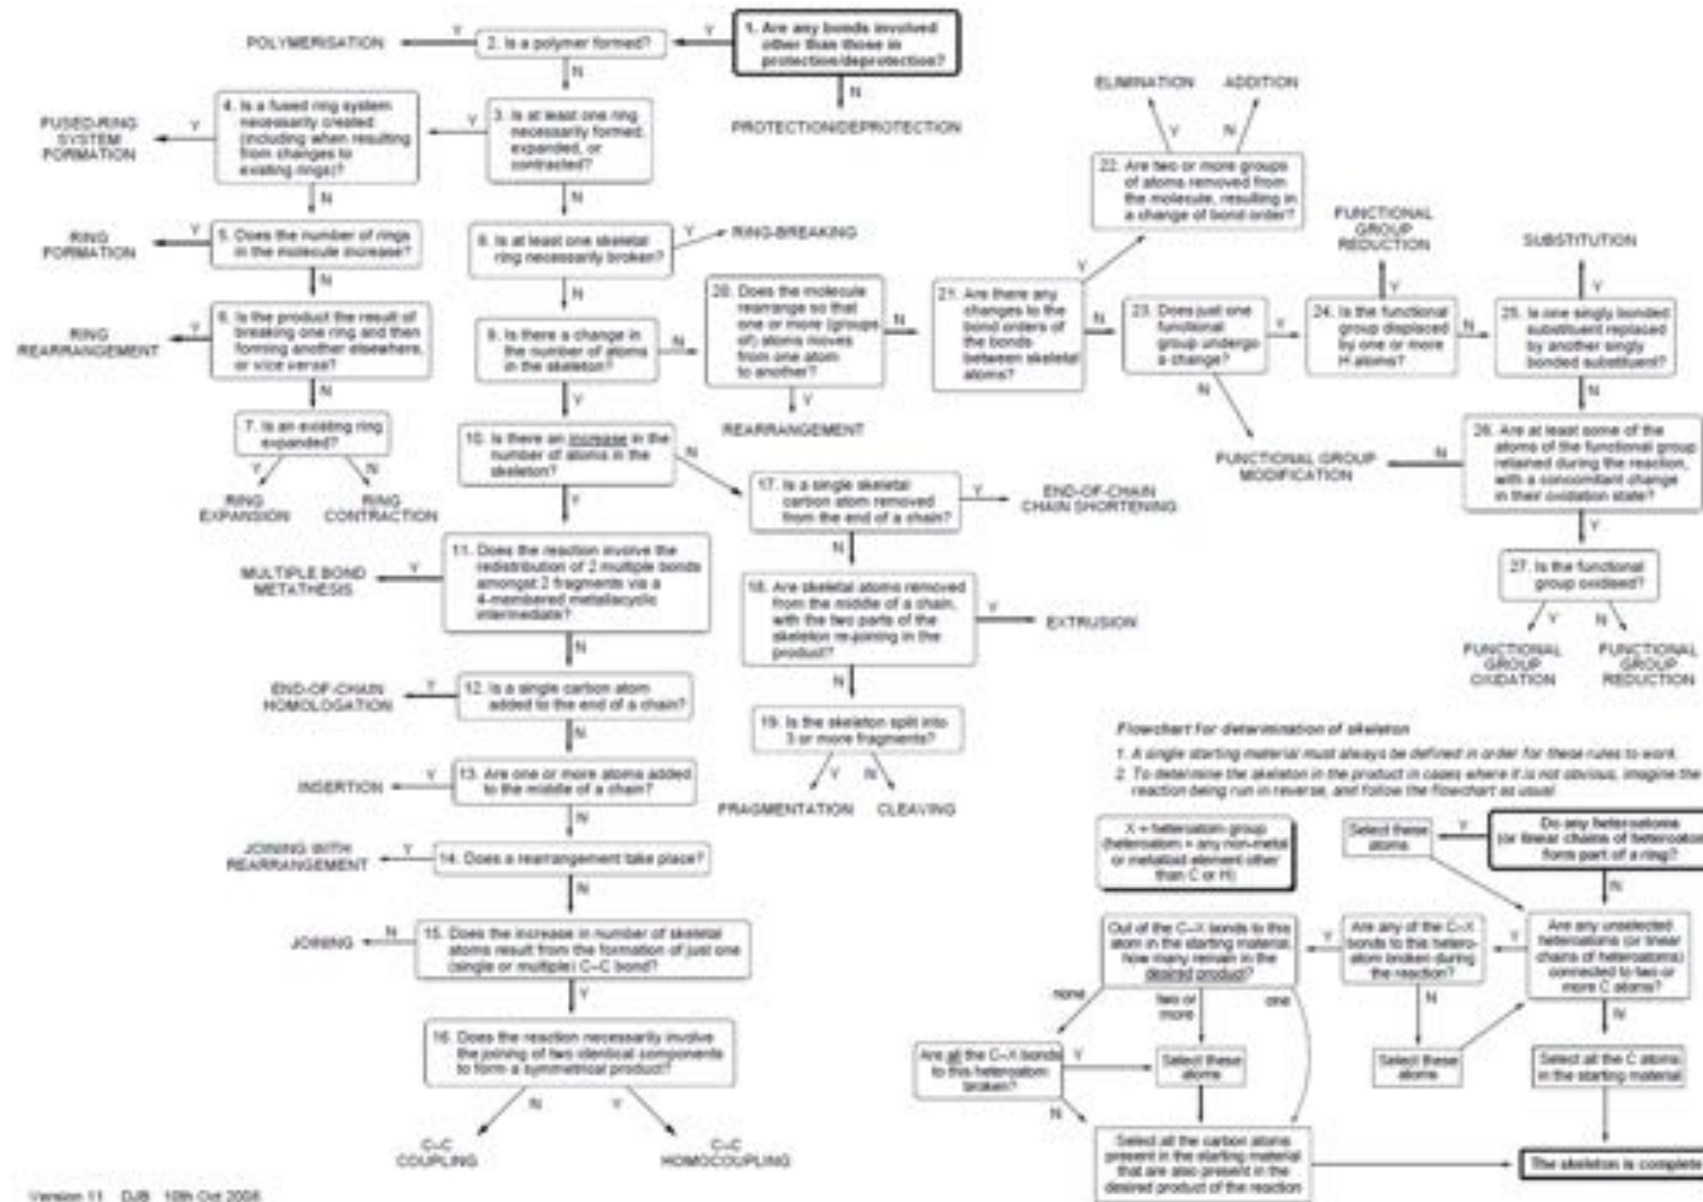 1. Are any bonds involved
other than those in
protection/deprotection?
Y
N
PROTECTION/DEPROTECTION
2. Is a polymer formed?
Y
POLYMERISATION
N
3. Is at least one ring
necessarily formed,
expanded, or
contracted?
Y
N
4. Is a fused ring system
necessarily created
(including when resulting
from changes to
existing rings)?
Y
FUSED-RING
SYSTEM
FORMATION
N
5. Does the number of rings
in the molecule increase?
Y
RING
FORMATION
N
6. Is the product the result of
breaking one ring and then
forming another elsewhere,
or vice versa?
Y
RING
REARRANGEMENT
N
7. Is an existing ring
expanded?
Y
N
RING
EXPANSION
RING
CONTRACTION
8. Is at least one skeletal
ring necessarily broken?
Y
RING-BREAKING
N
9. Is there a change in
the number of atoms
in the skeleton?
N
Y
10. Is there an increase in the
number of atoms in the
skeleton?
N
Y
11. Does the reaction involve the
redistribution of 2 multiple bonds
amongst 2 fragments via a
4-membered metallacyclic
intermediate?
Y
MULTIPLE BOND
METATHESIS
N
12. Is a single carbon atom
added to the end of a chain?
Y
END-OF-CHAIN
HOMOLOGATION
N
13. Are one or more atoms added
to the middle of a chain?
Y
INSERTION
N
14. Does a rearrangement take place?
Y
JOINING WITH
REARRANGEMENT
N
15. Does the increase in number of skeletal
atoms result from the formation of just one
(single or multiple) C–C bond?
N
JOINING
Y
16. Does the reaction necessarily involve
the joining of two identical components
to form a symmetrical product?
N
Y
C–C
COUPLING
C–C
HOMOCOUPLING
17. Is a single skeletal
carbon atom removed
from the end of a chain?
Y
END-OF-CHAIN
CHAIN SHORTENING
N
18. Are skeletal atoms removed
from the middle of a chain,
with the two parts of the
skeleton re-joining in the
product?
Y
EXTRUSION
N
19. Is the skeleton split into
3 or more fragments?
Y
N
FRAGMENTATION
CLEAVING
20. Does the molecule
rearrange so that
one or more (groups
of) atoms moves
from one atom
to another?
N
Y
REARRANGEMENT
21. Are there any
changes to the
bond orders of
the bonds
between skeletal
atoms?
Y
N
22. Are two or more groups
of atoms removed from
the molecule, resulting in
a change of bond order?
Y
N
ELIMINATION
ADDITION
23. Does just one
functional
group undergo
a change?
Y
N
FUNCTIONAL GROUP
MODIFICATION
24. Is the functional
group displaced
by one or more
H atoms?
Y
FUNCTIONAL
GROUP
REDUCTION
N
25. Is one singly bonded
substituent replaced
by another singly
bonded substituent?
Y
SUBSTITUTION
N
26. Are at least some of the
atoms of the functional group
retained during the reaction,
with a concomitant change
in their oxidation state?
N
Y
27. Is the functional
group oxidised?
Y
N
FUNCTIONAL
GROUP
OXIDATION
FUNCTIONAL
GROUP
REDUCTION
Flowchart for determination of skeleton
1. A single starting material must always be defined in order for these rules to work.
2. To determine the skeleton in the product in cases where it is not obvious, imagine the
reaction being run in reverse, and follow the flowchart as usual.
X = heteroatom group
(heteroatom = any non-metal
or metalloid element other
than C or H)
Do any heteroatoms
(or linear chains of
form part of a ring?
Y
Select these
atoms
N
Are any unselected
heteroatoms (or linear
chains of heteroatoms)
connected to two or
more C atoms?
Y
N
Are any of the C–X
bonds to this hetero-
atom broken during
the reaction?
Y
N
Select these
atoms
Out of the C–X bonds to this
atom in the starting material,
how many remain in the
desired product?
none
two or
more
one
Are all the C–X bonds
to this heteroatom
broken?
Y
N
Select these
atoms
Select all the C atoms
in the starting material
Select all the carbon atoms
present in the starting material
that are also present in the
desired product of the reaction
The skeleton is complete
Version 11 DJB 10th Oct 2008